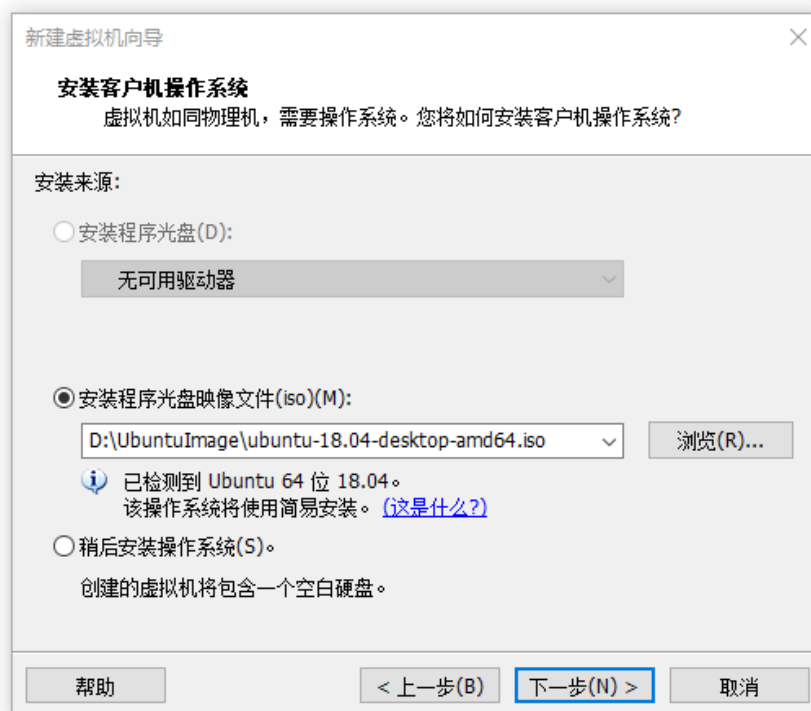 新建虚拟机向导
安装客户机操作系统
虚拟机如同物理机，需要操作系统。您将如何安装客户机操作系统?
安装来源:
安装程序光盘(D):
无可用驱动器
安装程序光盘映像文件(iso)(M):
D:\UbuntuImage\ubuntu-18.04-desktop-amd64.iso
浏览(R)...
已检测到 Ubuntu 64 位 18.04。
该操作系统将使用简易安装。 (这是什么?)
稍后安装操作系统(S)。
创建的虚拟机将包含一个空白硬盘。
帮助
< 上一步(B)
下一步(N) >
取消